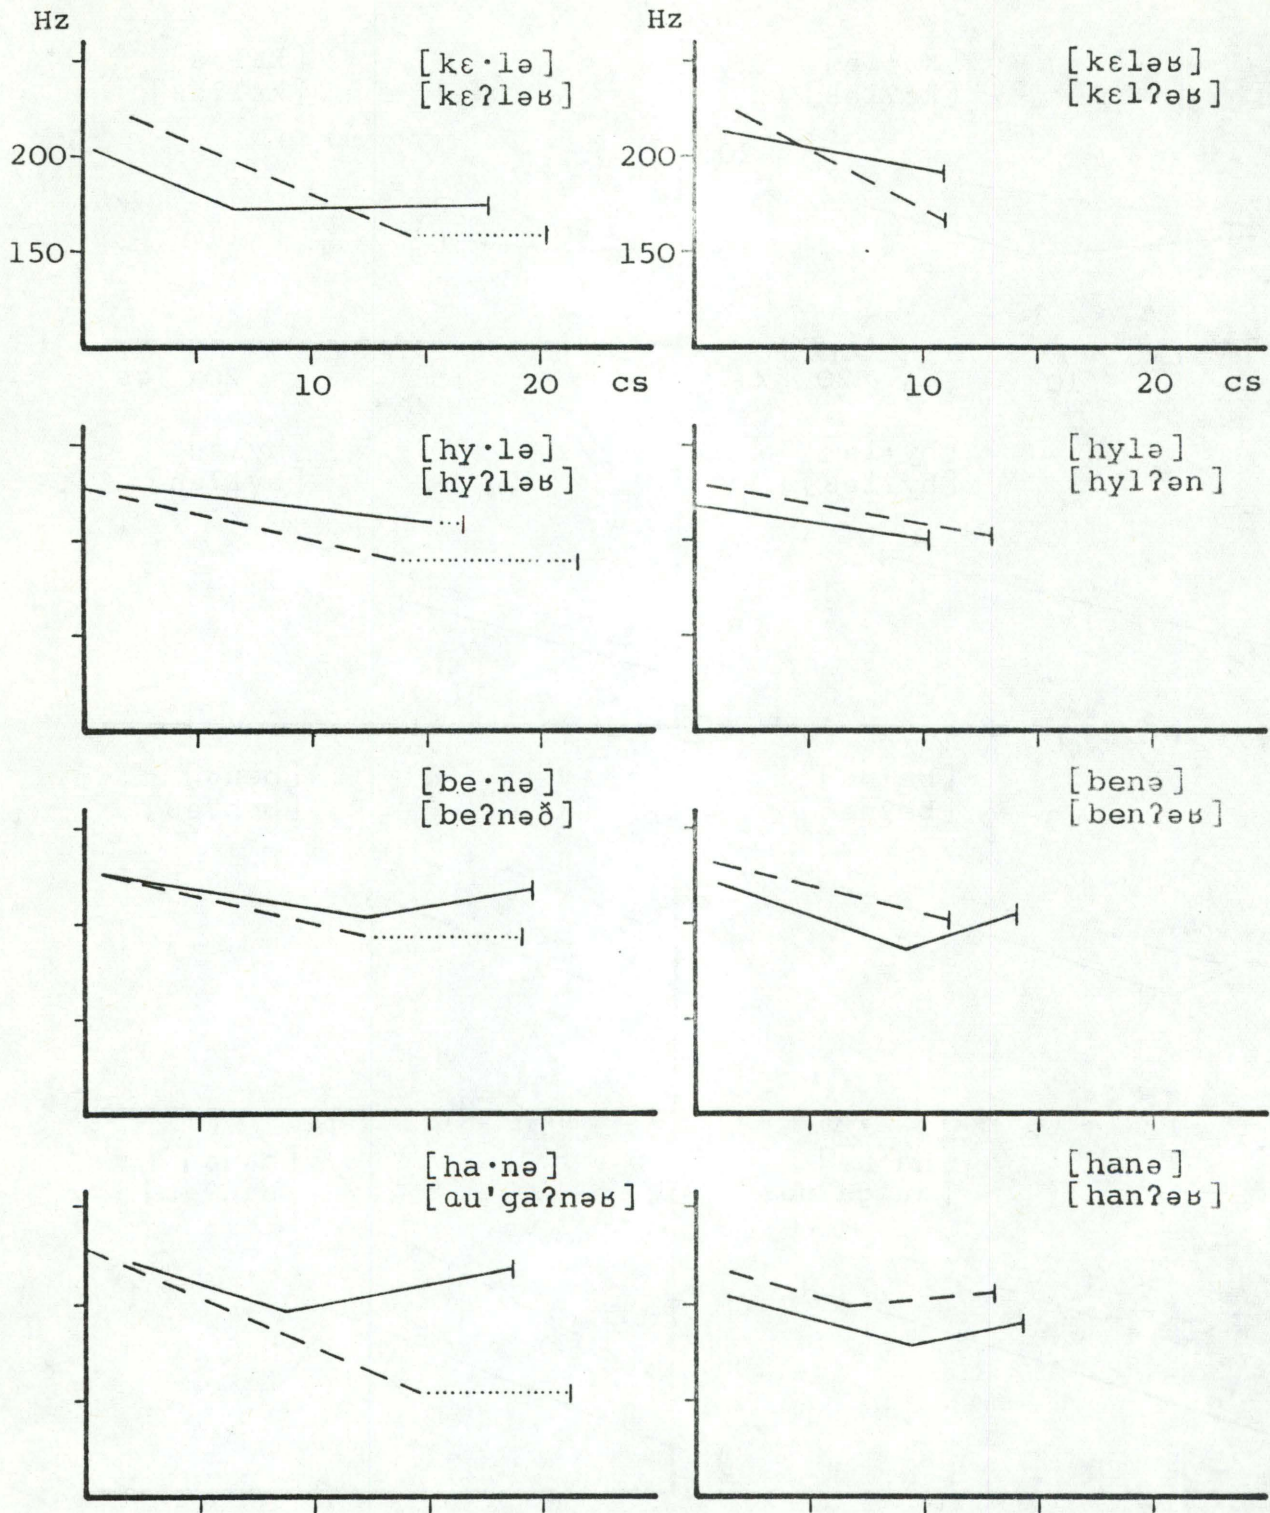 Hz
[kɛ·lə]
[kɛʔləʁ]
200
150
10 20 cs
Hz
[kɛləʁ]
[kɛlʔəʁ]
200
150
10 20 cs
[hy·lə]
[hyʔləʁ]
[hylə]
[hylʔən]
[be·nə]
[beʔnəð̆]
[benə]
[benʔəʁ]
[ha·nə]
[ɑu'gaʔnəʁ]
[hanə]
[hanʔəʁ]